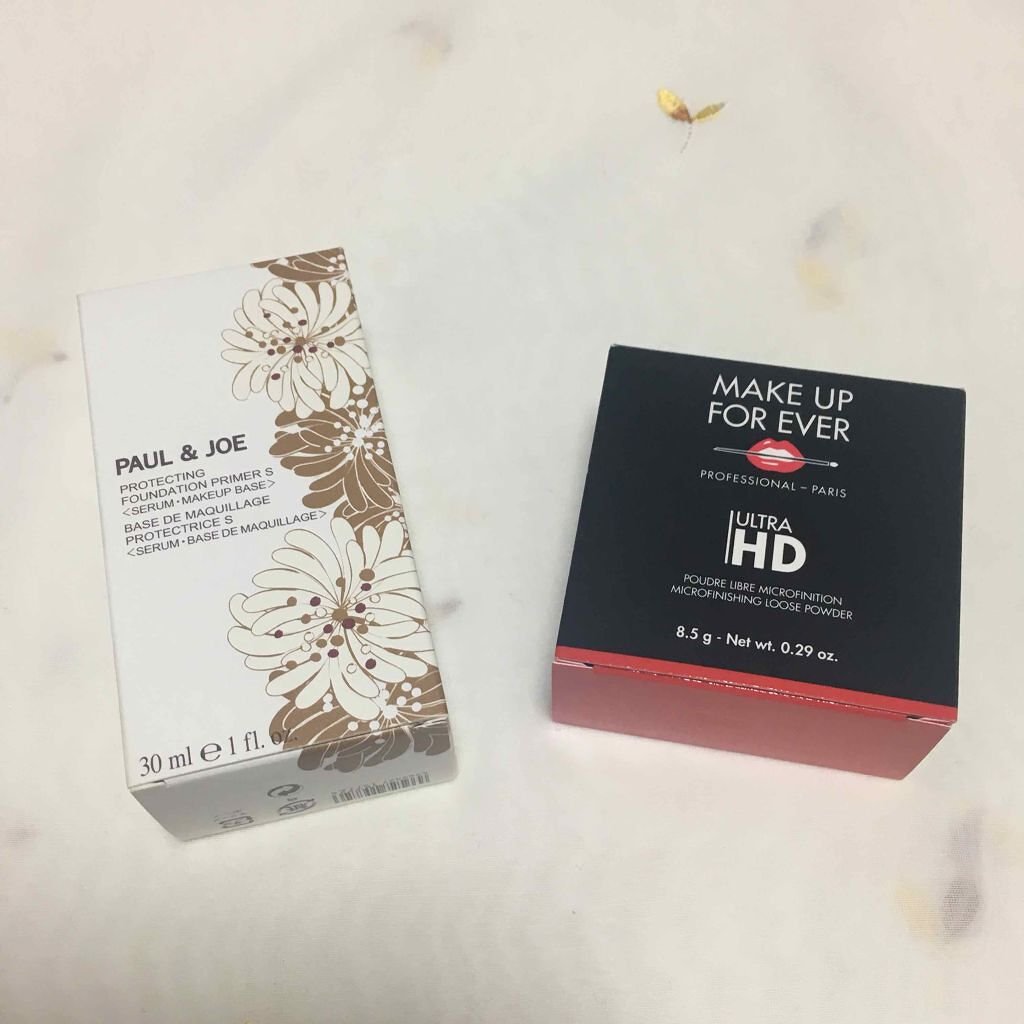 PAUL & JOE
PROTECTING
FOUNDATION PRIMER S
<SERUM・MAKEUP BASE>
BASE DE MAQUILLAGE
PROTECTRICE S
<SERUM・BASE DE MAQUILLAGE>
30 ml ℮ 1 fl. oz.
MAKE UP
FOR EVER
PROFESSIONAL – PARIS
ULTRA
HD
POUDRE LIBRE MICROFINITION
MICROFINISHING LOOSE POWDER
8.5 g - Net wt. 0.29 oz.